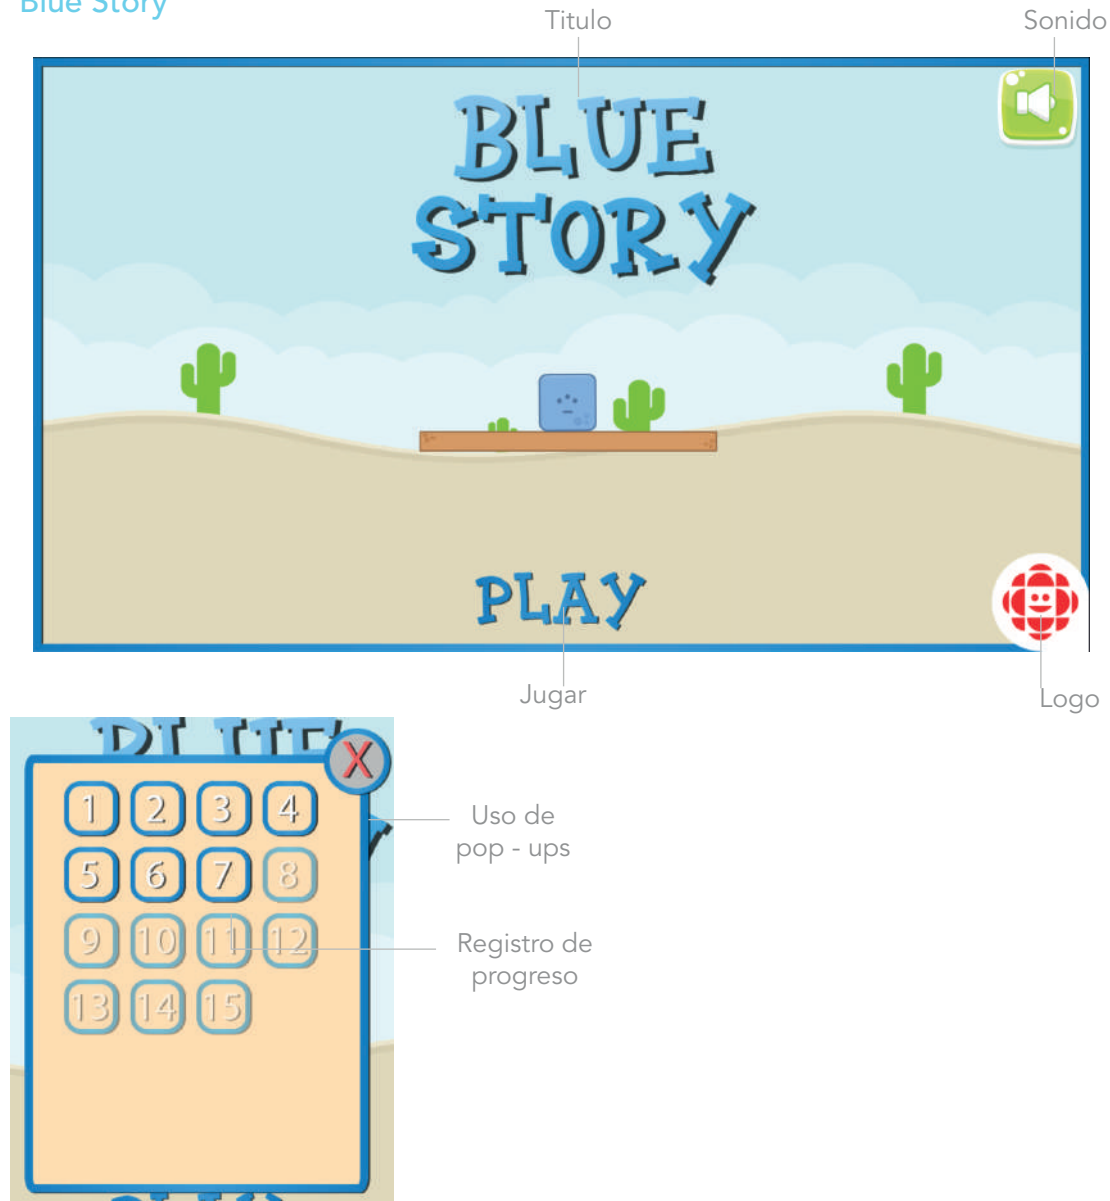 Blue Story
Titulo
Sonido
BLUE
STORY
PLAY
Jugar
Logo
BLUE
X
1 2 3 4
5 6 7 8
9 10 11 12
13 14 15
Uso de
pop - ups
Registro de
progreso